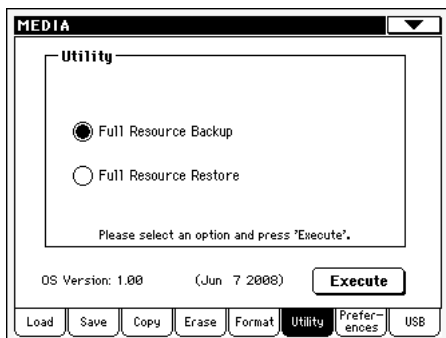 MEDIA
Utility
Full Resource Backup
Full Resource Restore
Please select an option and press 'Execute'.
OS Version: 1.00 (Jun 7 2008) Execute
Load Save Copy Erase Format Utility Prefer-ences USB